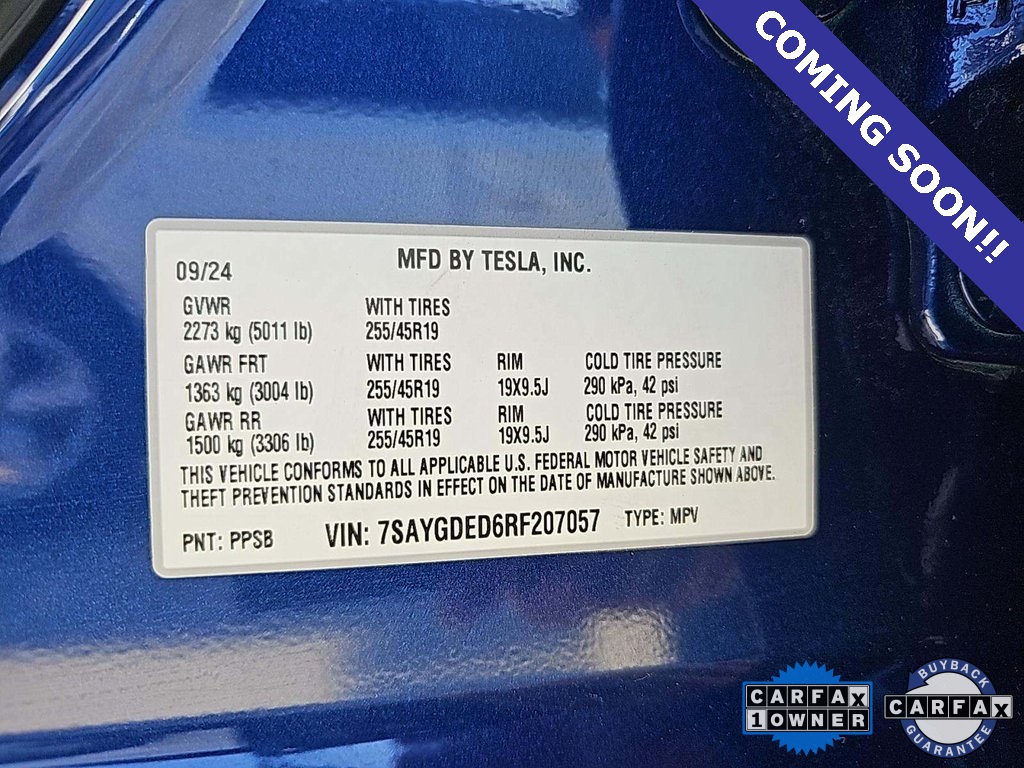 COMING SOON!!
MFD BY TESLA, INC.
09/24
GVWR WITH TIRES
2273 kg (5011 lb) 255/45R19
GAWR FRT WITH TIRES RIM COLD TIRE PRESSURE
1363 kg (3004 lb) 255/45R19 19X9.5J 290 kPa, 42 psi
GAWR RR WITH TIRES RIM COLD TIRE PRESSURE
1500 kg (3306 lb) 255/45R19 19X9.5J 290 kPa, 42 psi
THIS VEHICLE CONFORMS TO ALL APPLICABLE U.S. FEDERAL MOTOR VEHICLE SAFETY AND
THEFT PREVENTION STANDARDS IN EFFECT ON THE DATE OF MANUFACTURE SHOWN ABOVE.
PNT: PPSB VIN: 7SAYGDED6RF207057 TYPE: MPV
CARFAX
1 OWNER
BUYBACK
CARFAX
GUARANTEE